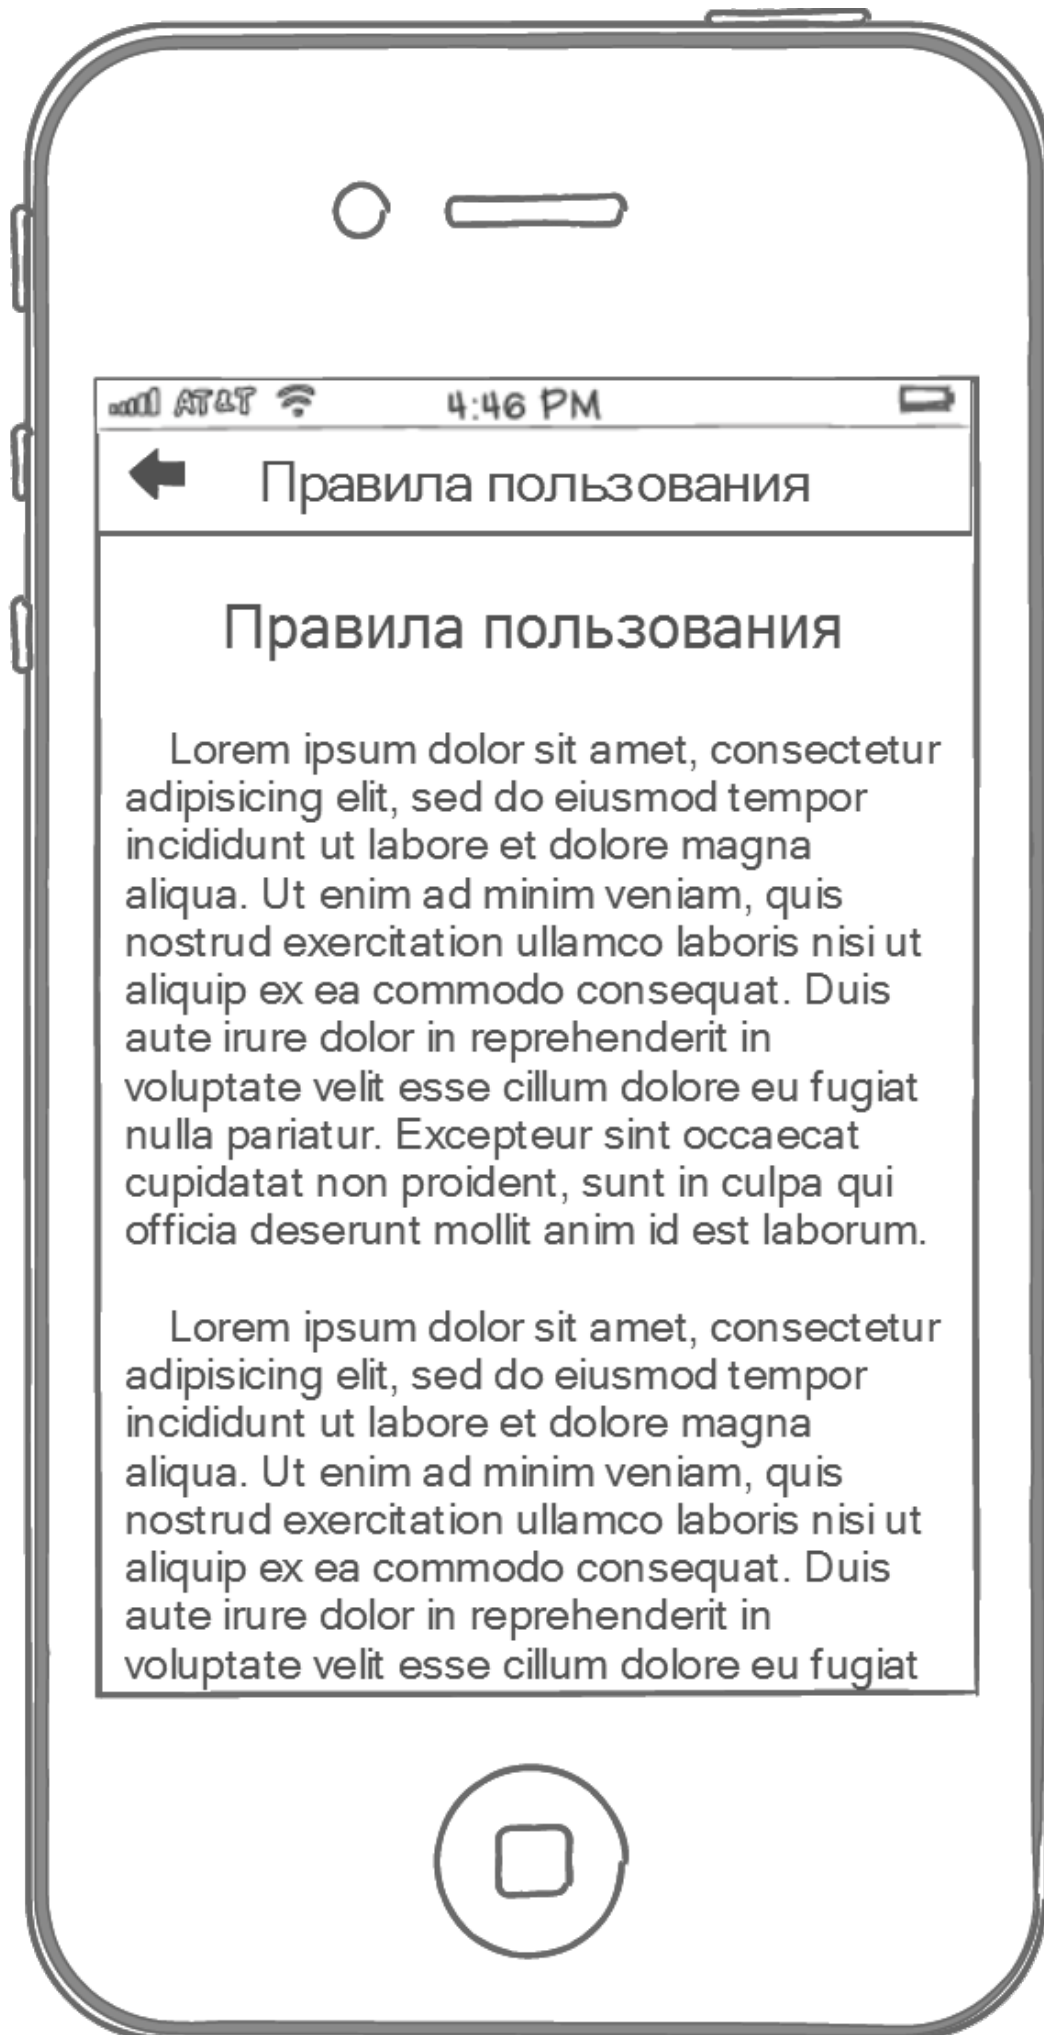 AT&T 4:46 PM
Правила пользования
Правила пользования
Lorem ipsum dolor sit amet, consectetur
adipisicing elit, sed do eiusmod tempor
incididunt ut labore et dolore magna
aliqua. Ut enim ad minim veniam, quis
nostrud exercitation ullamco laboris nisi ut
aliquip ex ea commodo consequat. Duis
aute irure dolor in reprehenderit in
voluptate velit esse cillum dolore eu fugiat
nulla pariatur. Excepteur sint occaecat
cupidatat non proident, sunt in culpa qui
officia deserunt mollit anim id est laborum.
Lorem ipsum dolor sit amet, consectetur
adipisicing elit, sed do eiusmod tempor
incididunt ut labore et dolore magna
aliqua. Ut enim ad minim veniam, quis
nostrud exercitation ullamco laboris nisi ut
aliquip ex ea commodo consequat. Duis
aute irure dolor in reprehenderit in
voluptate velit esse cillum dolore eu fugiat